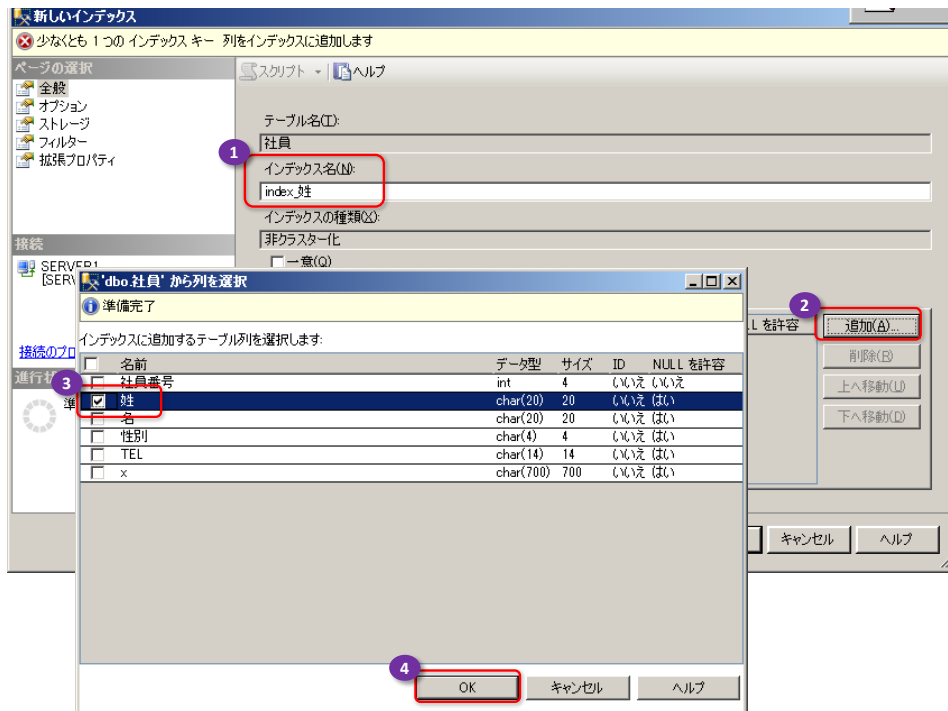 新しいインデックス
少なくとも 1 つの インデックス キー 列をインデックスに追加します
ページの選択
全般
オプション
ストレージ
フィルター
拡張プロパティ
スクリプト ヘルプ
テーブル名(T):
社員
1
インデックス名(N):
index_姓
インデックスの種類(X):
非クラスター化
一意(Q)
接続
SERVER1
[SERV
接続のプロ
進行状
準
2
LL を許容
追加(A)...
削除(R)
上へ移動(U)
下へ移動(D)
キャンセル ヘルプ
'dbo.社員' から列を選択
準備完了
インデックスに追加するテーブル列を選択します:
名前 データ型 サイズ ID NULL を許容
社員番号 int 4 いいえ いいえ
3
姓 char(20) 20 いいえ はい
名 char(20) 20 いいえ はい
性別 char(4) 4 いいえ はい
TEL char(14) 14 いいえ はい
x char(700) 700 いいえ はい
4
OK キャンセル ヘルプ